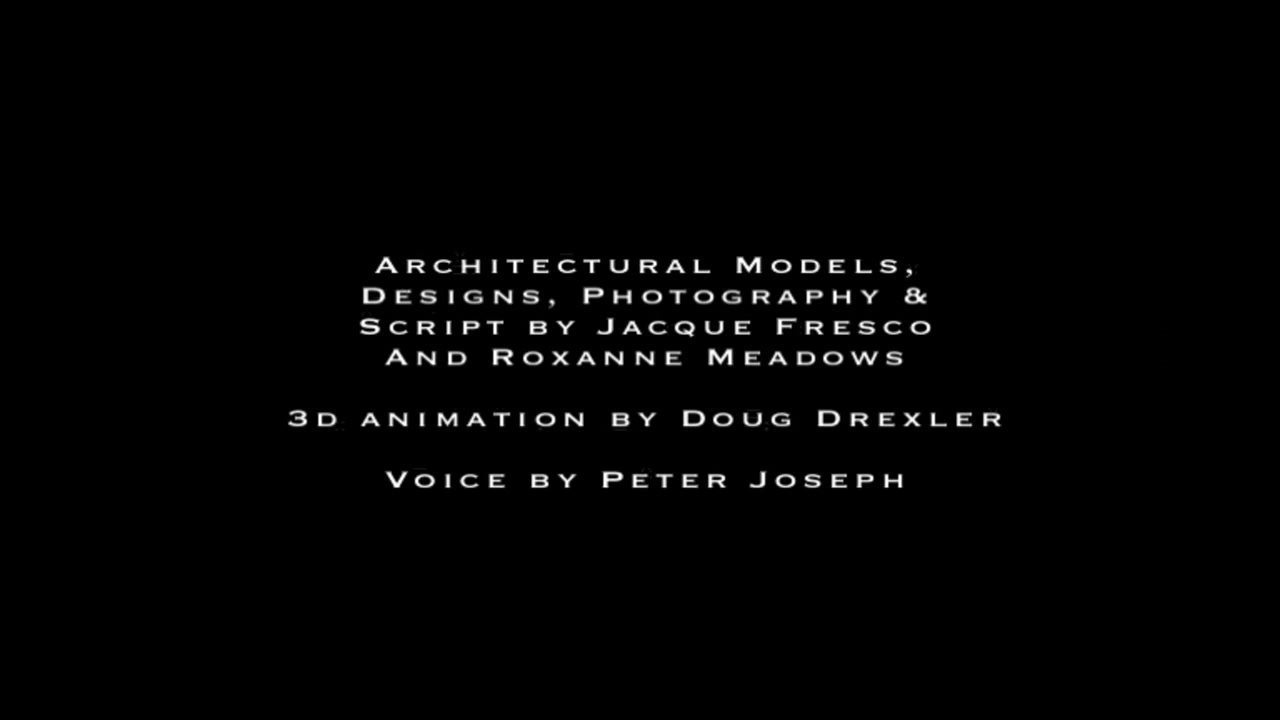 Architectural Models,
Designs, Photography &
Script by Jacque Fresco
And Roxanne Meadows
3d animation by Doug Drexler
Voice by Peter Joseph